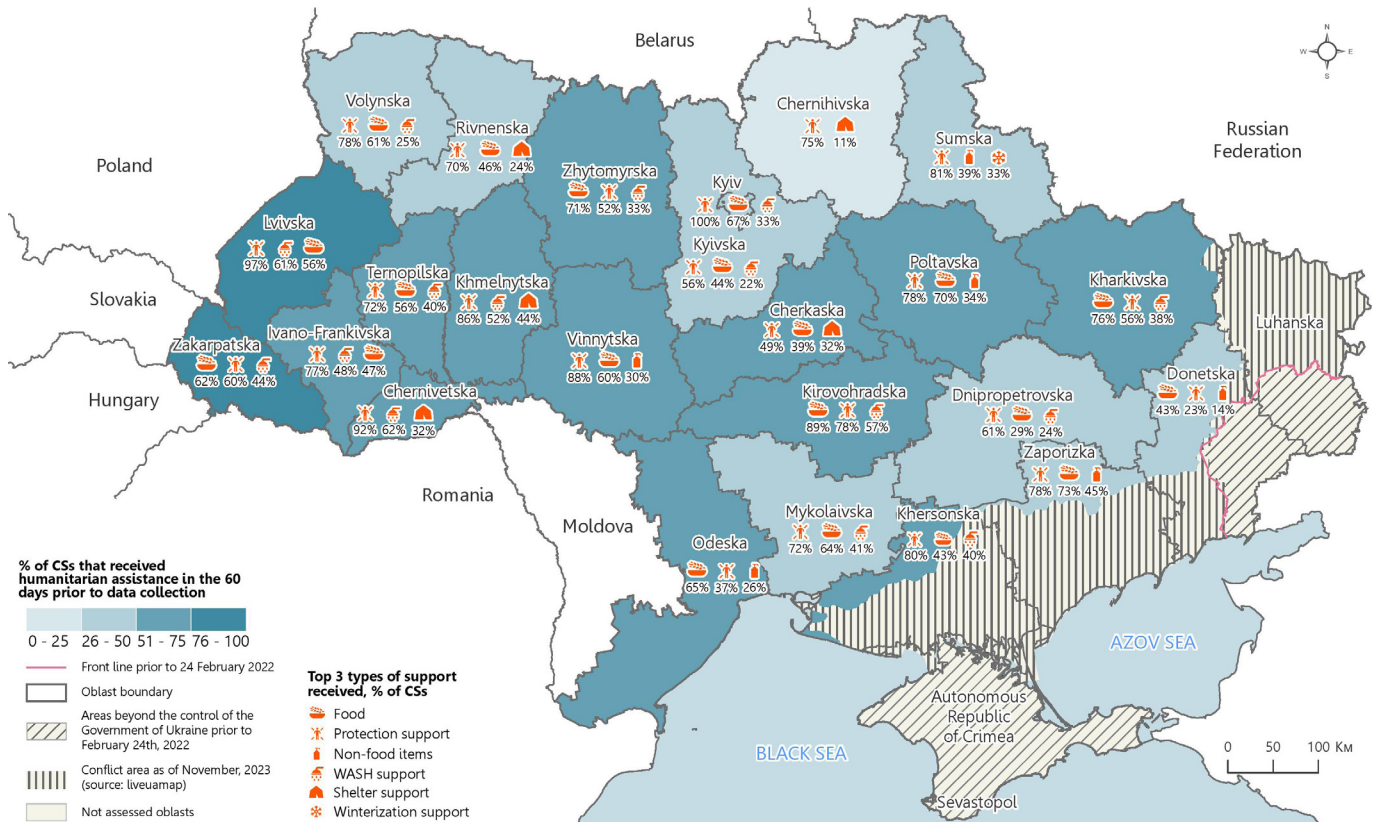 Belarus
N
W E
S
Chernihivska
75% 11%
Volynska
78% 61% 25%
Rivnenska
70% 46% 24%
Sumska
81% 39% 33%
Russian
Federation
Poland
Zhytomyrska
71% 52% 33%
Kyiv
100% 67% 33%
Lvivska
97% 61% 56%
Kyivska
56% 44% 22%
Ternopilska
72% 56% 40%
Khmelnytska
86% 52% 44%
Poltavska
78% 70% 34%
Kharkivska
76% 56% 38%
Slovakia
Cherkaska
49% 39% 32%
Luhanska
Ivano-Frankivska
77% 48% 47%
Zakarpatska
62% 60% 44%
Vinnytska
88% 60% 30%
Donetska
43% 23% 14%
Hungary
Chernivetska
92% 62% 32%
Kirovohradska
89% 78% 57%
Dnipropetrovska
61% 29% 24%
Zaporizka
78% 73% 45%
Romania
Moldova
Mykolaivska
72% 64% 41%
Khersonska
80% 43% 40%
Odeska
65% 37% 26%
AZOV SEA
Autonomous
Republic
of Crimea
BLACK SEA
Sevastopol
0 50 100 Км
% of CSs that received
humanitarian assistance in the 60
days prior to data collection
0 - 25 26 - 50 51 - 75 76 - 100
Front line prior to 24 February 2022
Oblast boundary
Areas beyond the control of the
Government of Ukraine prior to
February 24th, 2022
Conflict area as of November, 2023
(source: liveuamap)
Not assessed oblasts
Top 3 types of support
received, % of CSs
Food
Protection support
Non-food items
WASH support
Shelter support
Winterization support